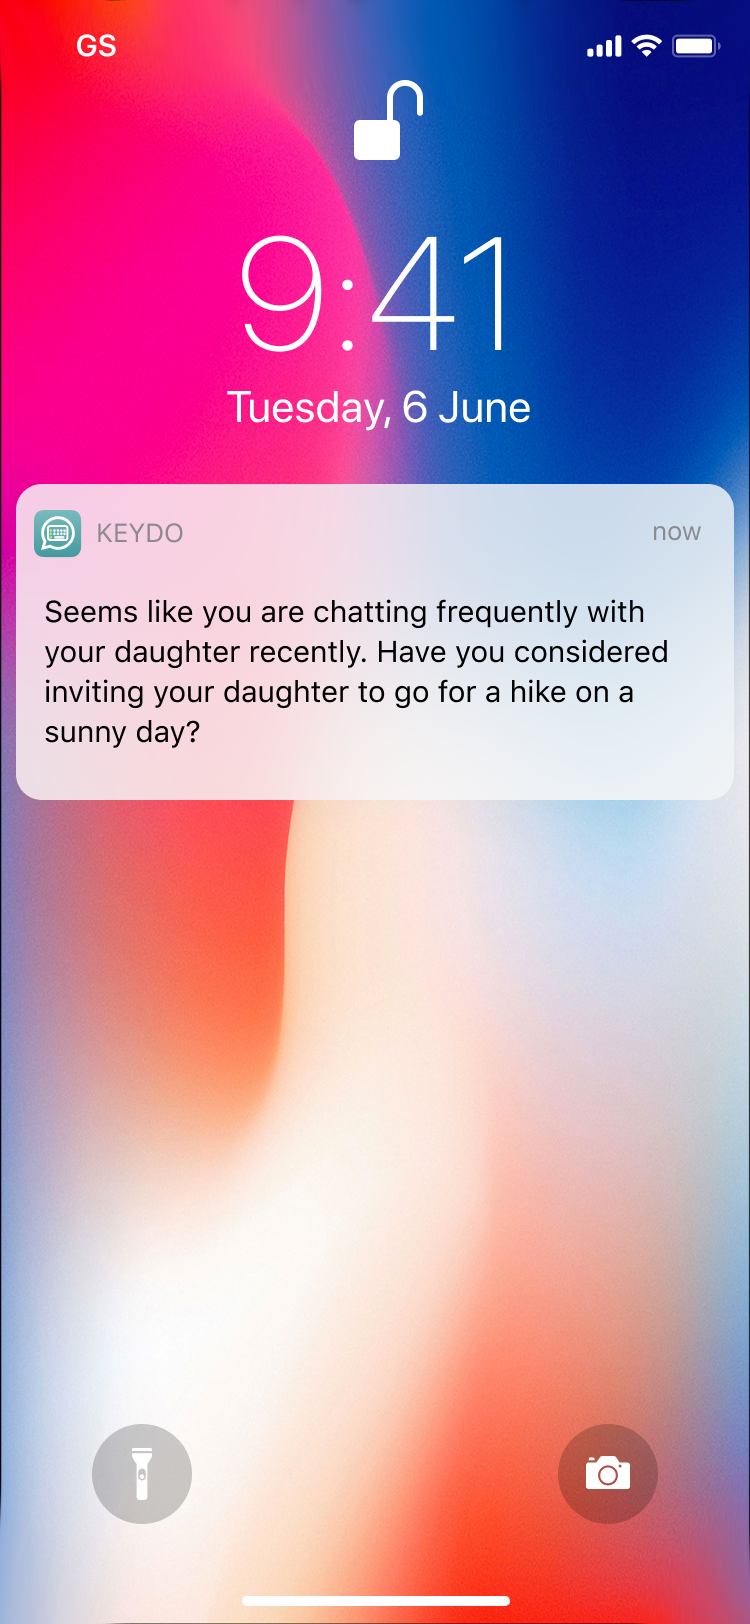 GS
9:41
Tuesday, 6 June
KEYDO
now
Seems like you are chatting frequently with
your daughter recently. Have you considered
inviting your daughter to go for a hike on a
sunny day?